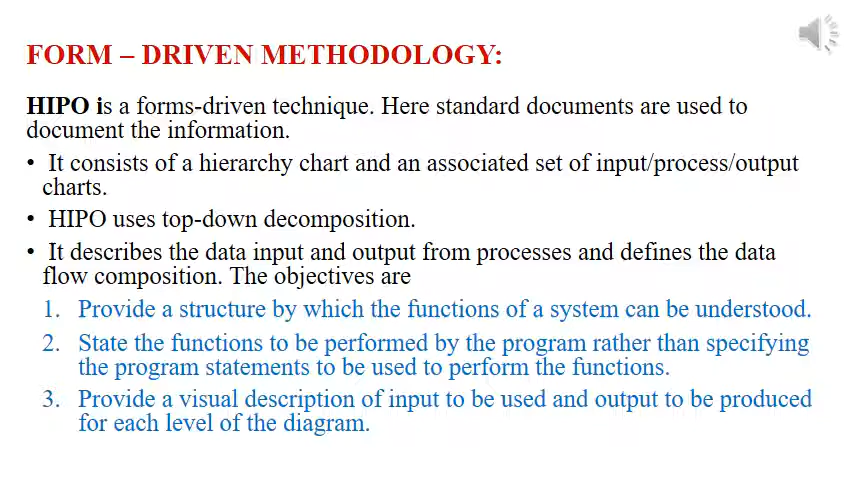 FORM – DRIVEN METHODOLOGY:
HIPO is a forms-driven technique. Here standard documents are used to
document the information.
• It consists of a hierarchy chart and an associated set of input/process/output
charts.
• HIPO uses top-down decomposition.
• It describes the data input and output from processes and defines the data
flow composition. The objectives are
1. Provide a structure by which the functions of a system can be understood.
2. State the functions to be performed by the program rather than specifying
the program statements to be used to perform the functions.
3. Provide a visual description of input to be used and output to be produced
for each level of the diagram.